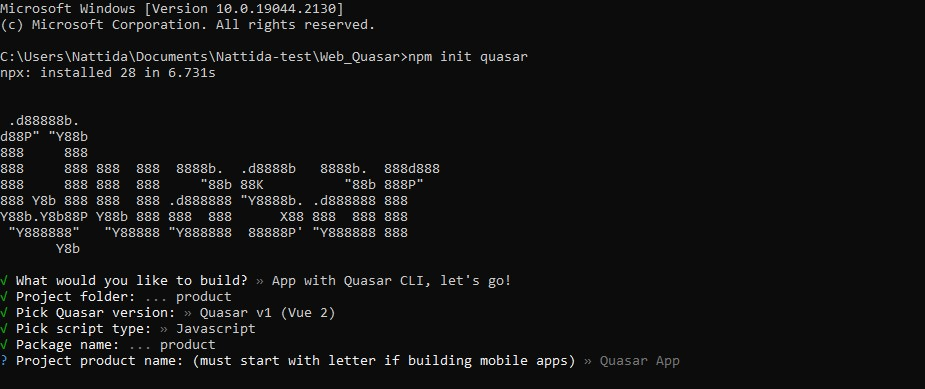 Microsoft Windows [Version 10.0.19044.2130]
(c) Microsoft Corporation. All rights reserved.

C:\Users\Nattida\Documents\Nattida-test\Web_Quasar>npm init quasar
npx: installed 28 in 6.731s

 .d88888b.
d88P" "Y88b
888     888
888     888 888  888  8888b.  .d8888b   8888b.  888d888
888     888 888  888     "88b 88K          "88b 888P"
888 Y8b 888 888  888 .d888888 "Y8888b. .d888888 888
Y88b.Y8b88P Y88b 888 888  888      X88 888  888 888
 "Y888888"   "Y88888 "Y888888  88888P' "Y888888 888
       Y8b

√ What would you like to build? » App with Quasar CLI, let's go!
√ Project folder: ... product
√ Pick Quasar version: » Quasar v1 (Vue 2)
√ Pick script type: » Javascript
√ Package name: ... product
? Project product name: (must start with letter if building mobile apps) » Quasar App